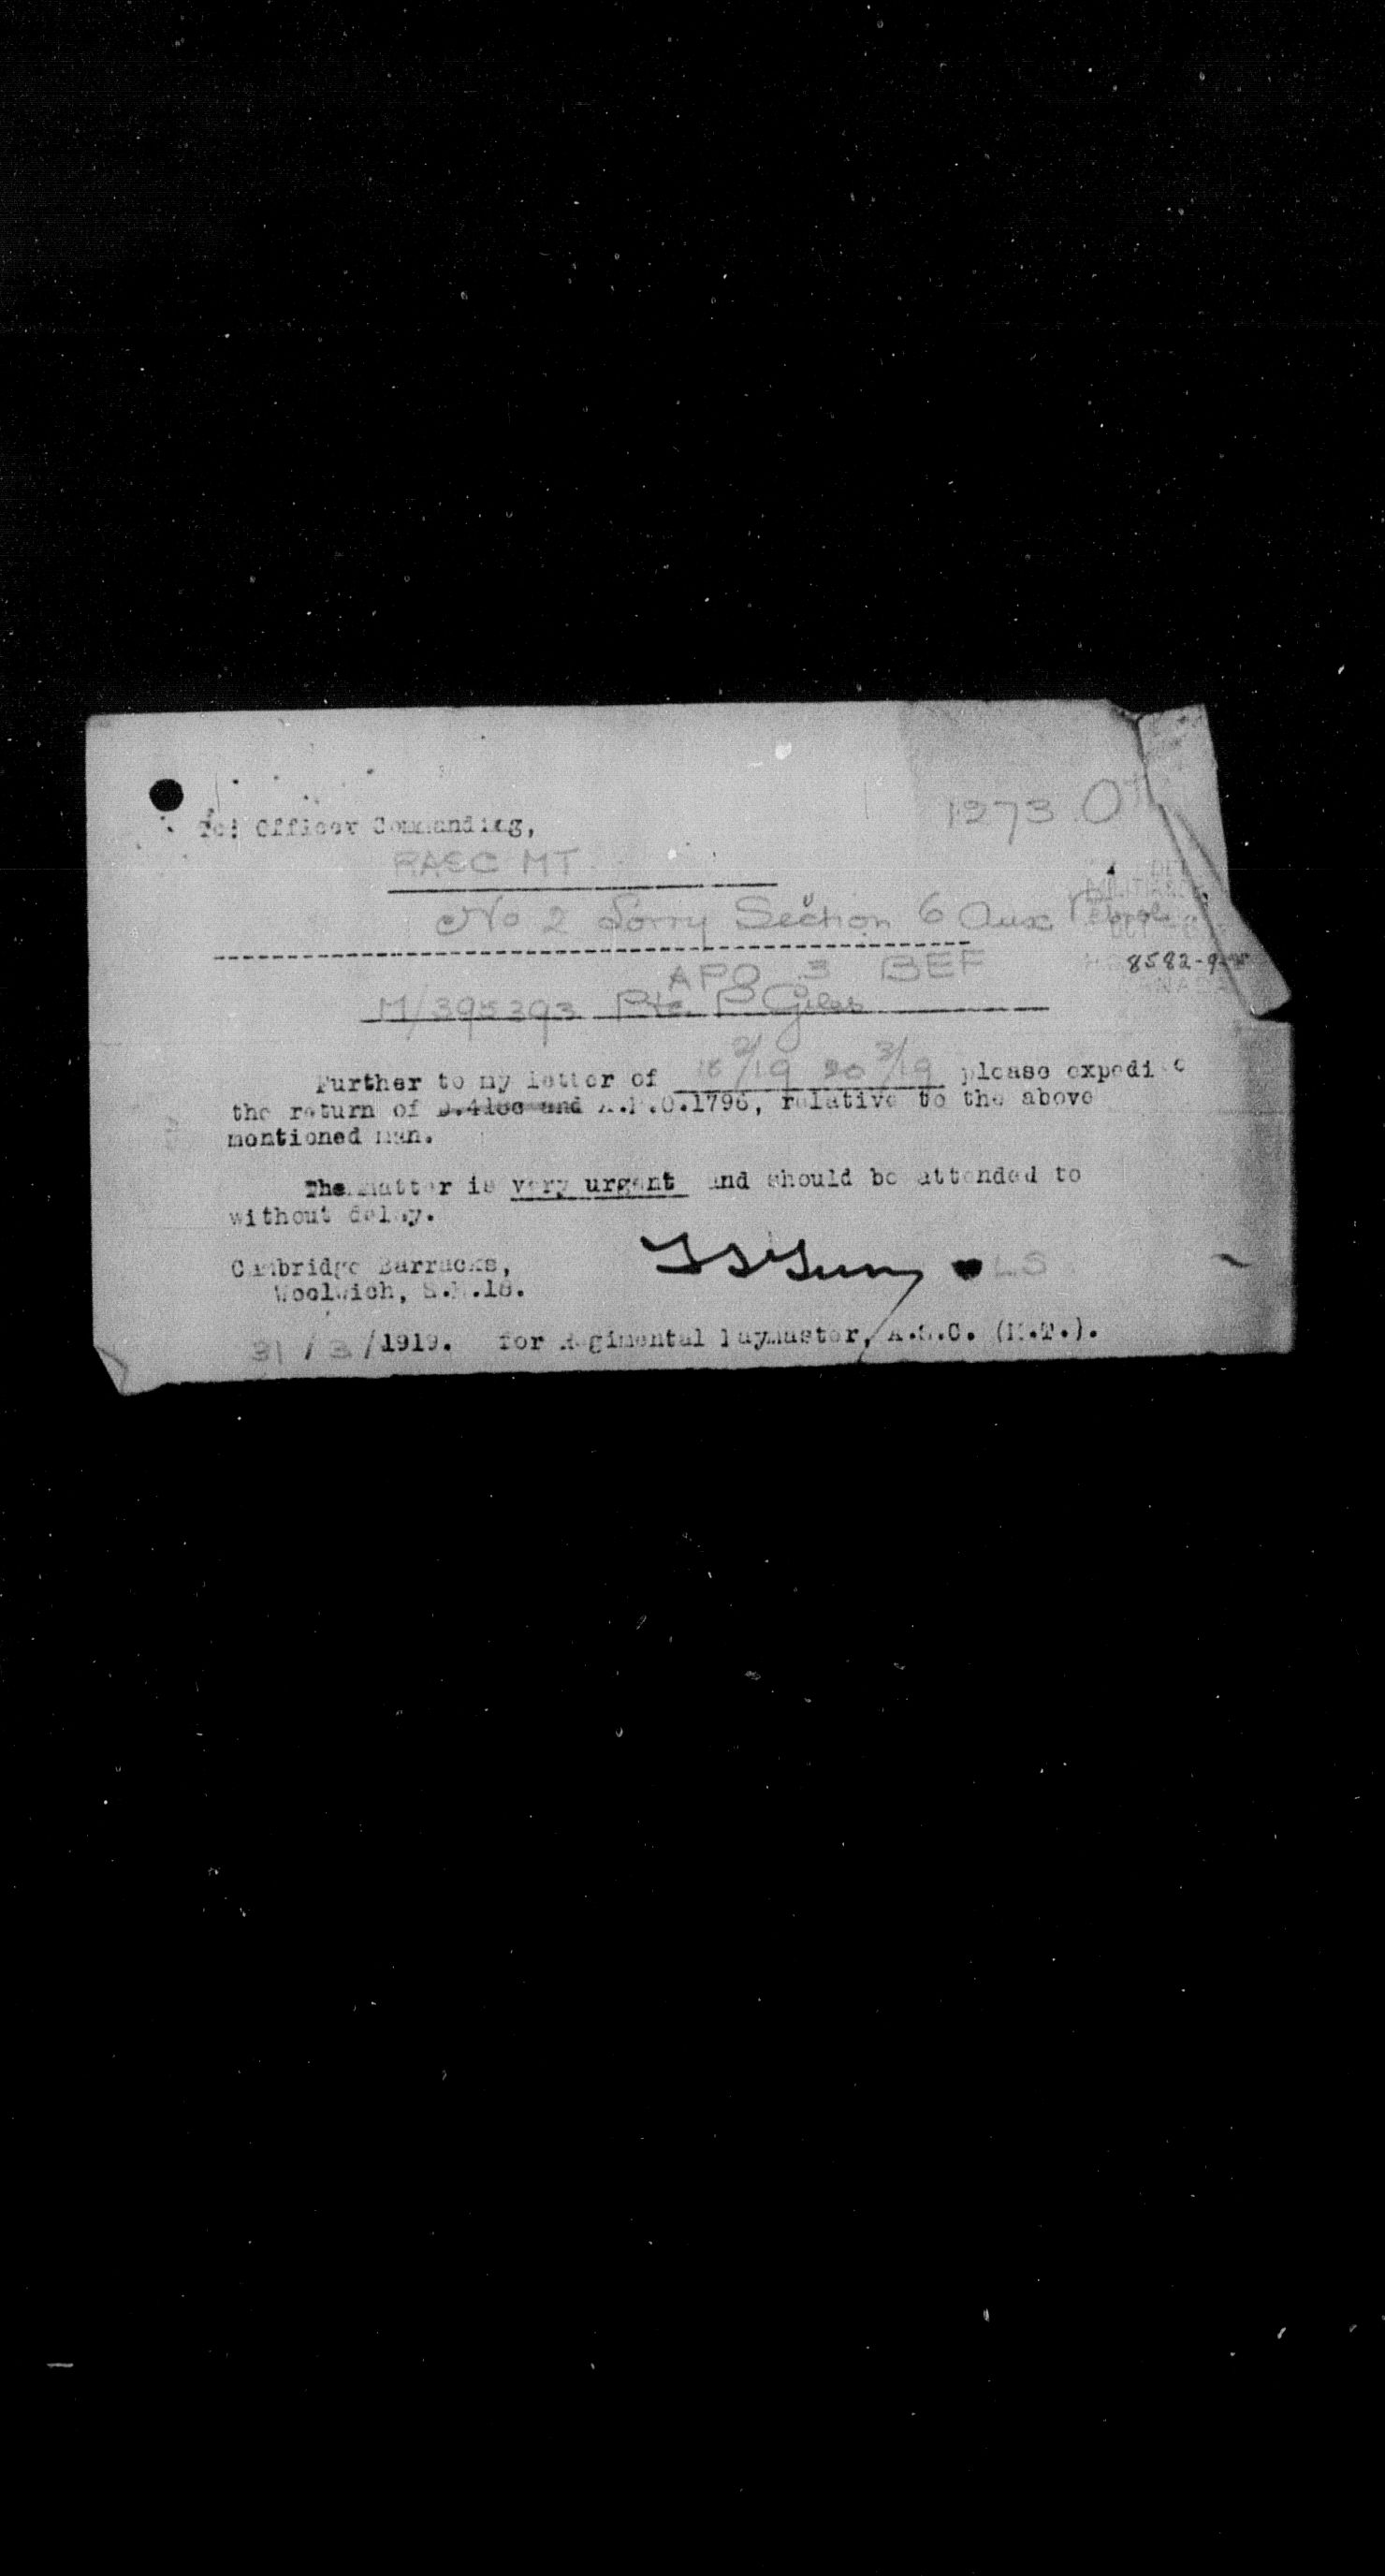 1273
To: Officer Commanding,
RASC MT
No 2 Lorry Section 6 Aux
APO 3 BEF
8582-9
M/395393 Pte P Giles
Further to my letter of 18/2/19 20/3/19 please expedite
the return of and A.F.O.1796, relative to the above
mentioned man.
The matter is very urgent and should be attended to
without delay.
Cambridge Barracks,
Woolwich, S.E.18.
31/3/1919. for Regimental Paymaster, A.S.C. (M.T.).